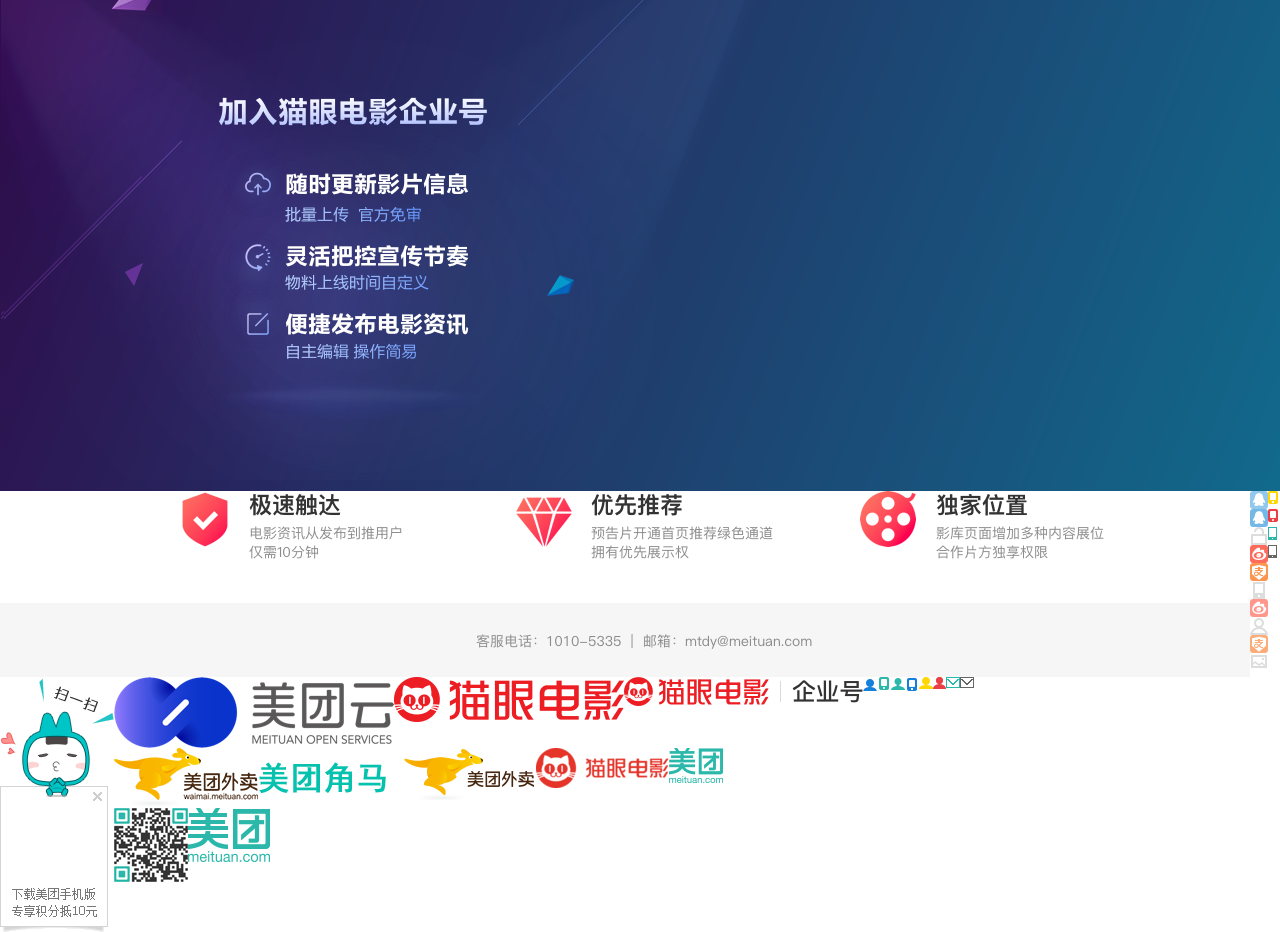 加入猫眼电影企业号
随时更新影片信息
批量上传 官方免审
灵活把控宣传节奏
物料上线时间自定义
便捷发布电影资讯
自主编辑 操作简易
极速触达
电影资讯从发布到推用户
仅需10分钟
优先推荐
预告片开通首页推荐绿色通道
拥有优先展示权
独家位置
影库页面增加多种内容展位
合作片方独享权限
客服电话：1010-5335 | 邮箱：mtdy@meituan.com
扫一扫
美团云
MEITUAN OPEN SERVICES
猫眼电影
猫眼电影 | 企业号
美团外卖
waimai.meituan.com
美团角马
美团外卖
猫眼电影
美团
meituan.com
美团
meituan.com
下载美团手机版
专享积分抵10元